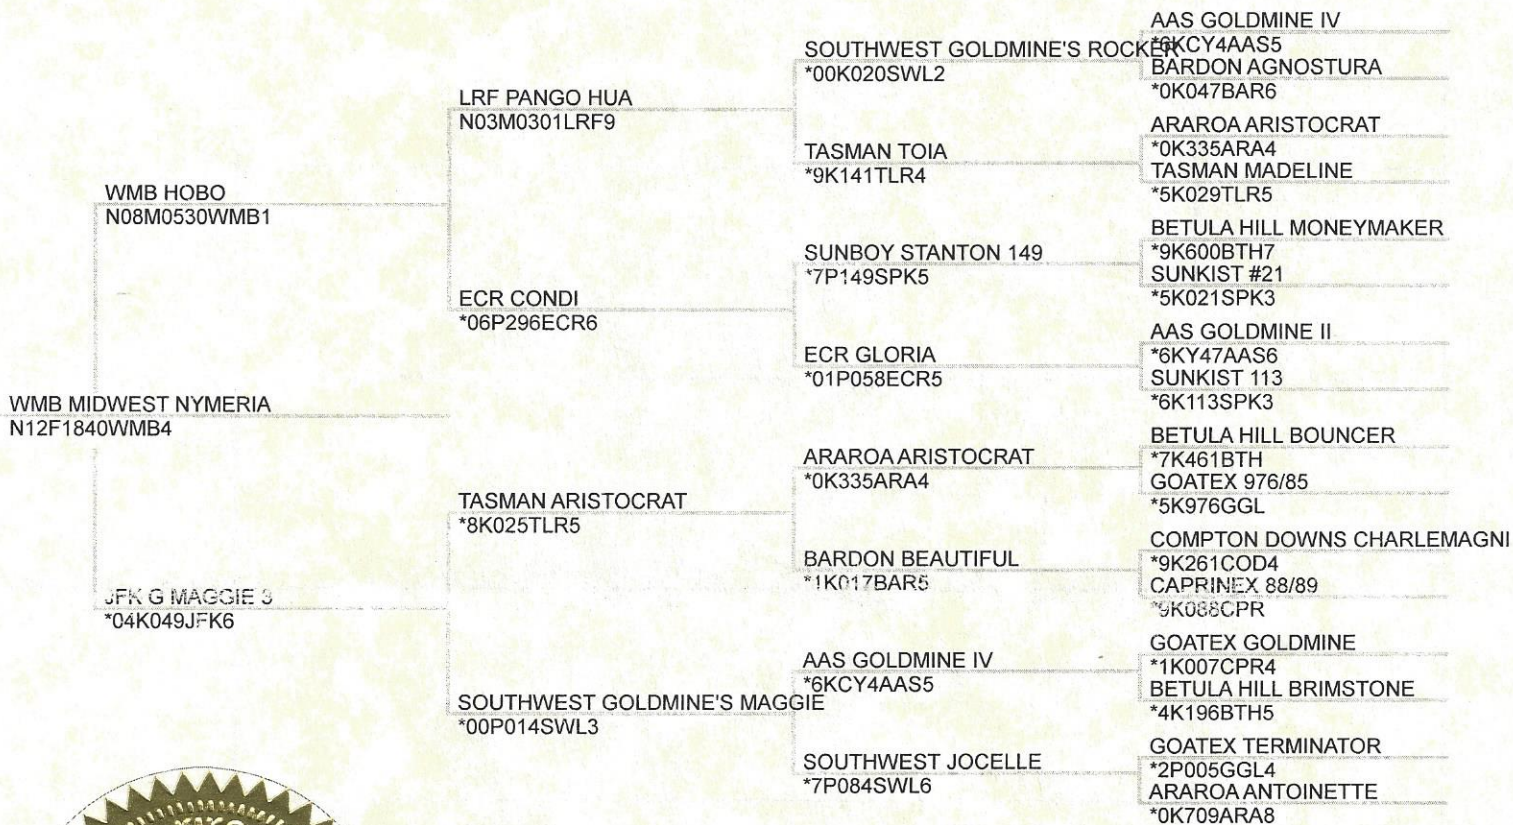 WMB MIDWEST NYMERIA
N12F1840WMB4
WMB HOBO
N08M0530WMB1
JFK G MAGGIE 3
*04K049JFK6
LRF PANGO HUA
N03M0301LRF9
ECR CONDI
*06P296ECR6
TASMAN ARISTOCRAT
*8K025TLR5
SOUTHWEST GOLDMINE'S MAGGIE
*00P014SWL3
SOUTHWEST GOLDMINE'S ROCKER
*00K020SWL2
TASMAN TOIA
*9K141TLR4
SUNBOY STANTON 149
*7P149SPK5
ECR GLORIA
*01P058ECR5
ARAROA ARISTOCRAT
*0K335ARA4
BARDON BEAUTIFUL
*1K017BAR5
AAS GOLDMINE IV
*6KCY4AAS5
SOUTHWEST JOCELLE
*7P084SWL6
AAS GOLDMINE IV
*6KCY4AAS5
BARDON AGNOSTURA
*0K047BAR6
ARAROA ARISTOCRAT
*0K335ARA4
TASMAN MADELINE
*5K029TLR5
BETULA HILL MONEYMAKER
*9K600BTH7
SUNKIST #21
*5K021SPK3
AAS GOLDMINE II
*6KY47AAS6
SUNKIST 113
*6K113SPK3
BETULA HILL BOUNCER
*7K461BTH
GOATEX 976/85
*5K976GGL
COMPTON DOWNS CHARLEMAGNI
*9K261COD4
CAPRINEX 88/89
*9K088CPR
GOATEX GOLDMINE
*1K007CPR4
BETULA HILL BRIMSTONE
*4K196BTH5
GOATEX TERMINATOR
*2P005GGL4
ARAROA ANTOINETTE
*0K709ARA8